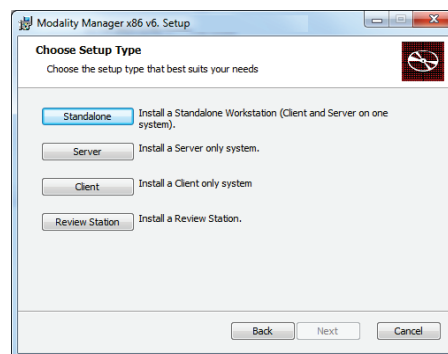 Modality Manager x86 v6. Setup
Choose Setup Type
Choose the setup type that best suits your needs
Standalone
Install a Standalone Workstation (Client and Server on one
system).
Server
Install a Server only system.
Client
Install a Client only system
Review Station
Install a Review Station.
Back
Next
Cancel